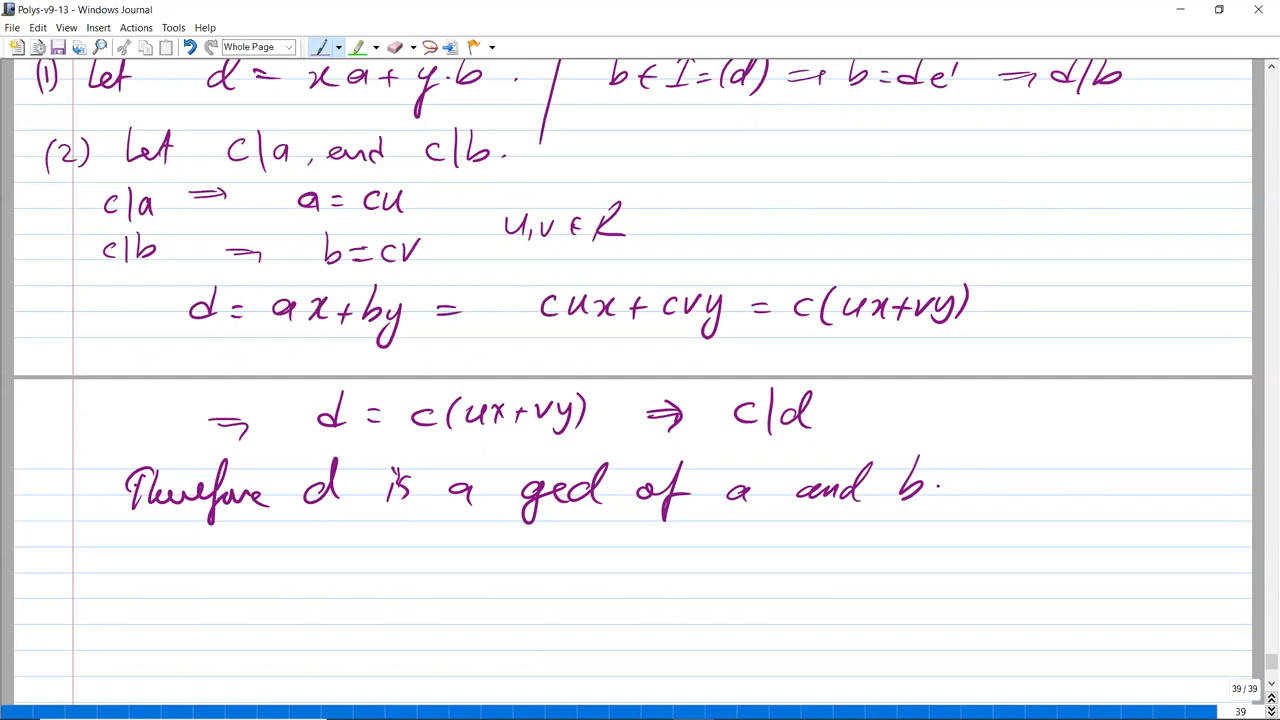 Polys-v9-13 - Windows Journal
File Edit View Insert Actions Tools Help
Whole Page
(1) Let d = xa + y.b . b ∈ I = (d) ⇒ b = de' ⇒ d|b
(2) Let c|a, and c|b.
c|a ⇒ a = cu
u, v ∈ R
c|b ⇒ b = cv
d = ax + by = cux + cvy = c(ux+vy)
⇒ d = c(ux+vy) ⇒ c|d
Therefore d is a gcd of a and b.
39 / 39
39